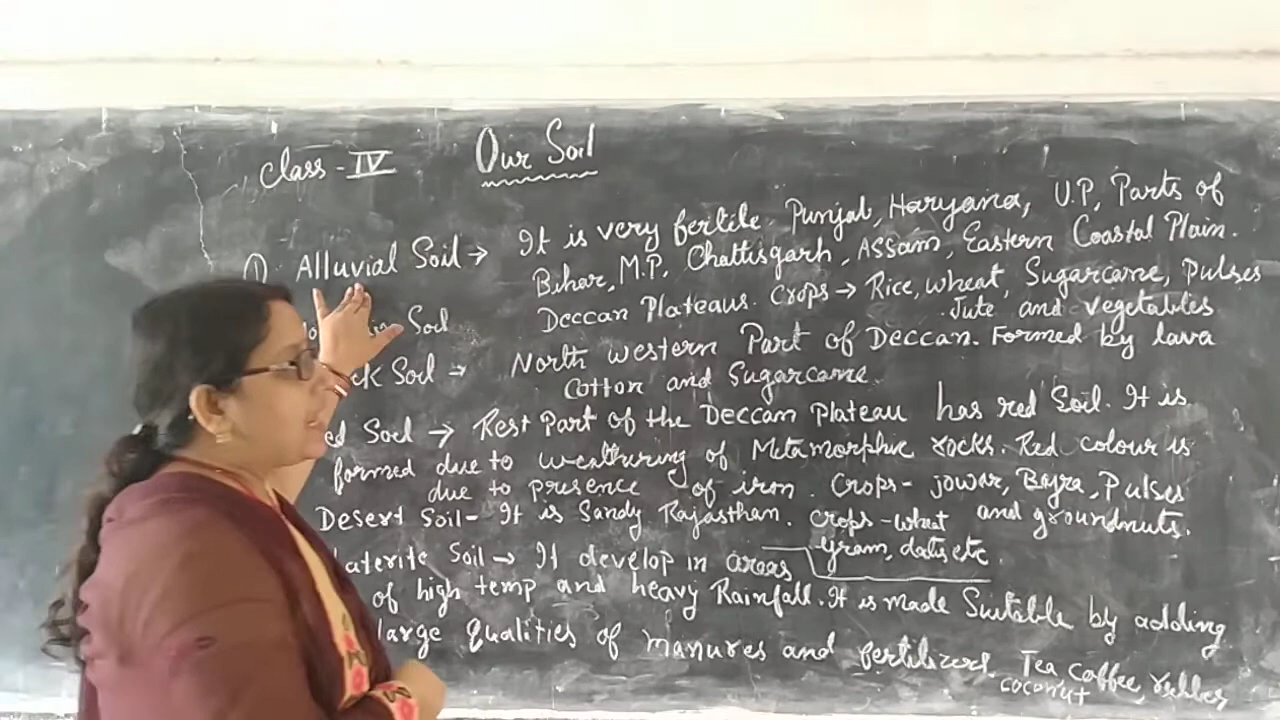 Class - IV Our Soil
① Alluvial Soil → It is very fertile. Punjab, Haryana, U.P, Parts of
Bihar, M.P. Chattisgarh, Assam, Eastern Coastal Plain.
Deccan Plateaus. Crops → Rice, wheat, Sugarcane, Pulses
Jute and vegetables
Soil
ck Soil → North western Part of Deccan. Formed by lava
Cotton and Sugarcane.
ed Soil → Rest Part of the Deccan Plateau has red Soil. It is
formed due to weathering of Metamorphic rocks. Red colour is
due to presence of iron. Crops - jowar, Bajra, Pulses
and groundnuts.
Desert Soil - It is Sandy Rajasthan. Crops - wheat
gram, dats etc.
aterite Soil → It develop in areas
of high temp and heavy Rainfall. It is made Suitable by adding
large Qualities of manures and fertilizers. Tea, Coffee, rubber,
coconut